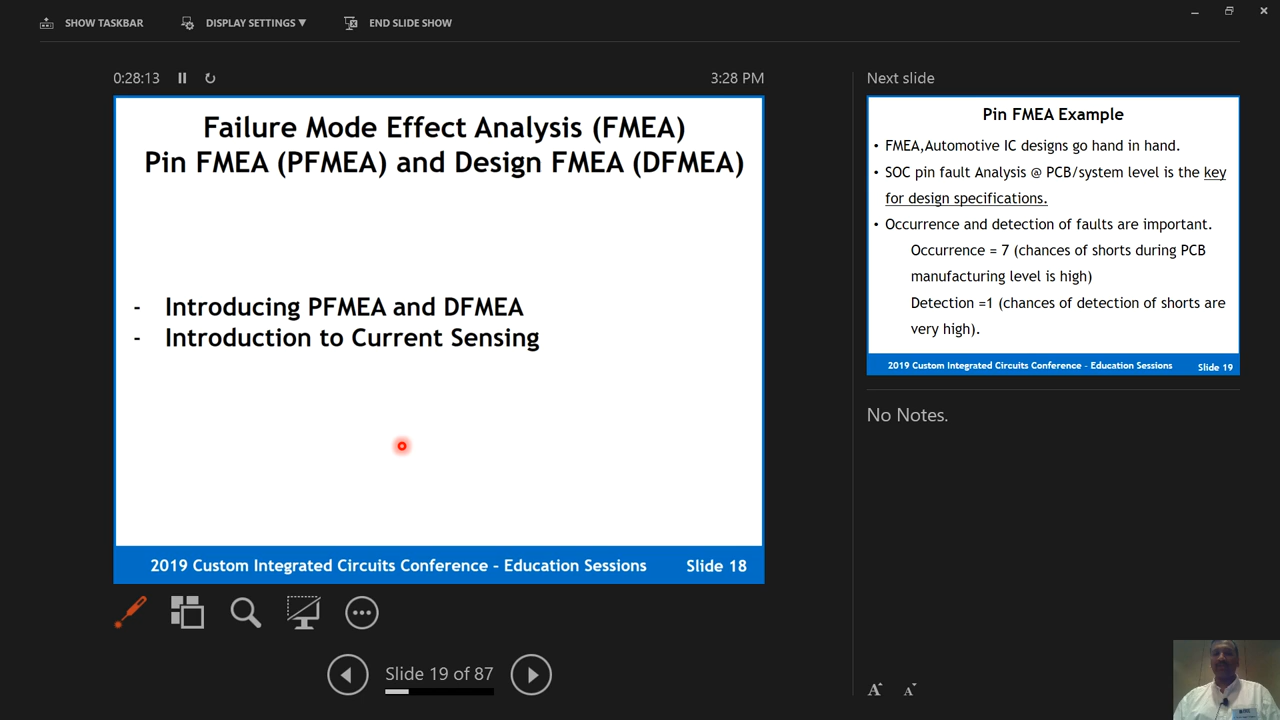 SHOW TASKBAR
DISPLAY SETTINGS ▼
END SLIDE SHOW
0:28:13
3:28 PM
Failure Mode Effect Analysis (FMEA)
Pin FMEA (PFMEA) and Design FMEA (DFMEA)
- Introducing PFMEA and DFMEA
- Introduction to Current Sensing
2019 Custom Integrated Circuits Conference - Education Sessions Slide 18
Slide 19 of 87
Next slide
Pin FMEA Example
• FMEA,Automotive IC designs go hand in hand.
• SOC pin fault Analysis @ PCB/system level is the key
for design specifications.
• Occurrence and detection of faults are important.
Occurrence = 7 (chances of shorts during PCB
manufacturing level is high)
Detection =1 (chances of detection of shorts are
very high).
2019 Custom Integrated Circuits Conference - Education Sessions Slide 19
No Notes.
A A